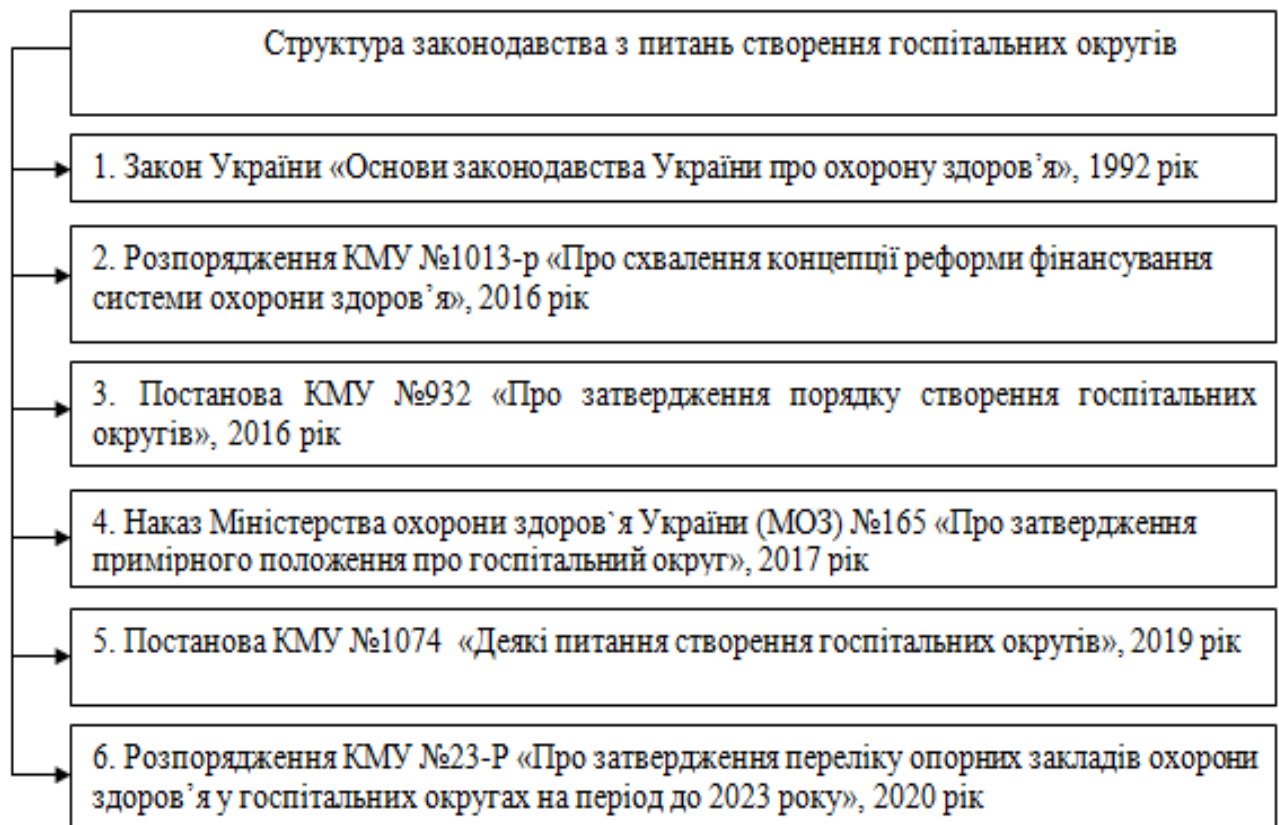 Структура законодавства з питань створення госпітальних округів
1. Закон України «Основи законодавства України про охорону здоров’я», 1992 рік
2. Розпорядження КМУ №1013-р «Про схвалення концепції реформи фінансування
системи охорони здоров’я», 2016 рік
3. Постанова КМУ №932 «Про затвердження порядку створення госпітальних
округів», 2016 рік
4. Наказ Міністерства охорони здоров`я України (МОЗ) №165 «Про затвердження
примірного положення про госпітальний округ», 2017 рік
5. Постанова КМУ №1074 «Деякі питання створення госпітальних округів», 2019 рік
6. Розпорядження КМУ №23-Р «Про затвердження переліку опорних закладів охорони
здоров’я у госпітальних округах на період до 2023 року», 2020 рік